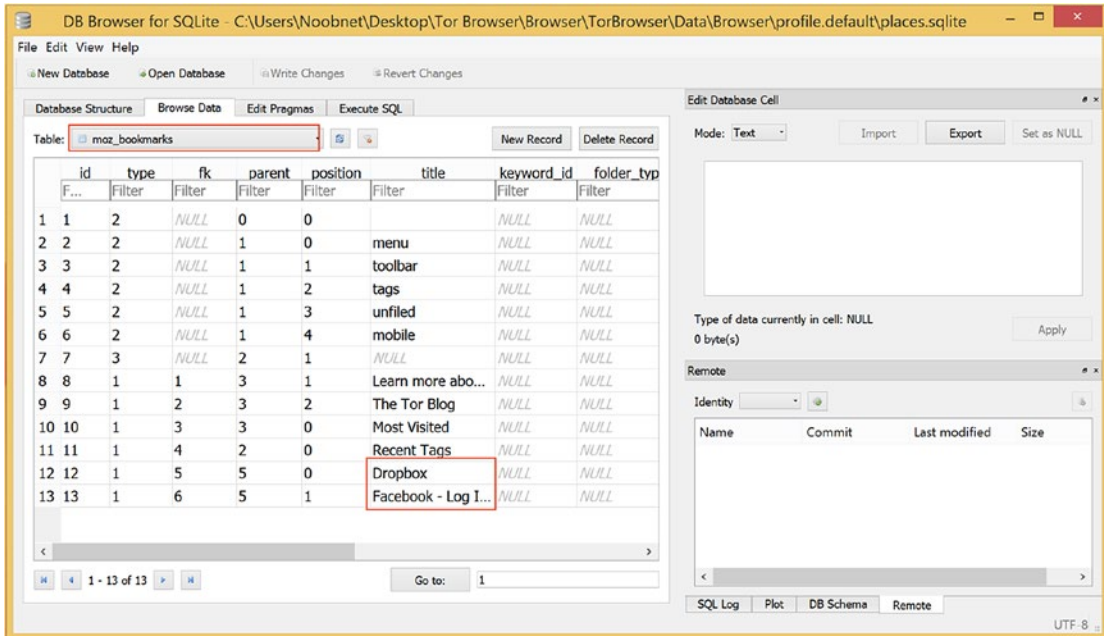 DB Browser for SQLite - C:\Users\Noobnet\Desktop\Tor Browser\Browser\TorBrowser\Data\Browser\profile.default\places.sqlite
File Edit View Help
New Database Open Database Write Changes Revert Changes
Database Structure Browse Data Edit Pragmas Execute SQL
Table: moz_bookmarks New Record Delete Record
id type fk parent position title keyword_id folder_typ
F... Filter Filter Filter Filter Filter Filter Filter
1 1 2 NULL 0 0 NULL NULL
2 2 2 NULL 1 0 menu NULL NULL
3 3 2 NULL 1 1 toolbar NULL NULL
4 4 2 NULL 1 2 tags NULL NULL
5 5 2 NULL 1 3 unfiled NULL NULL
6 6 2 NULL 1 4 mobile NULL NULL
7 7 3 NULL 2 1 NULL NULL NULL
8 8 1 1 3 1 Learn more abo... NULL NULL
9 9 1 2 3 2 The Tor Blog NULL NULL
10 10 1 3 3 0 Most Visited NULL NULL
11 11 1 4 2 0 Recent Tags NULL NULL
12 12 1 5 5 0 Dropbox NULL NULL
13 13 1 6 5 1 Facebook - Log I... NULL NULL
1 - 13 of 13 Go to: 1
Edit Database Cell
Mode: Text Import Export Set as NULL
Type of data currently in cell: NULL
0 byte(s)
Apply
Remote
Identity
Name Commit Last modified Size
SQL Log Plot DB Schema Remote
UTF-8